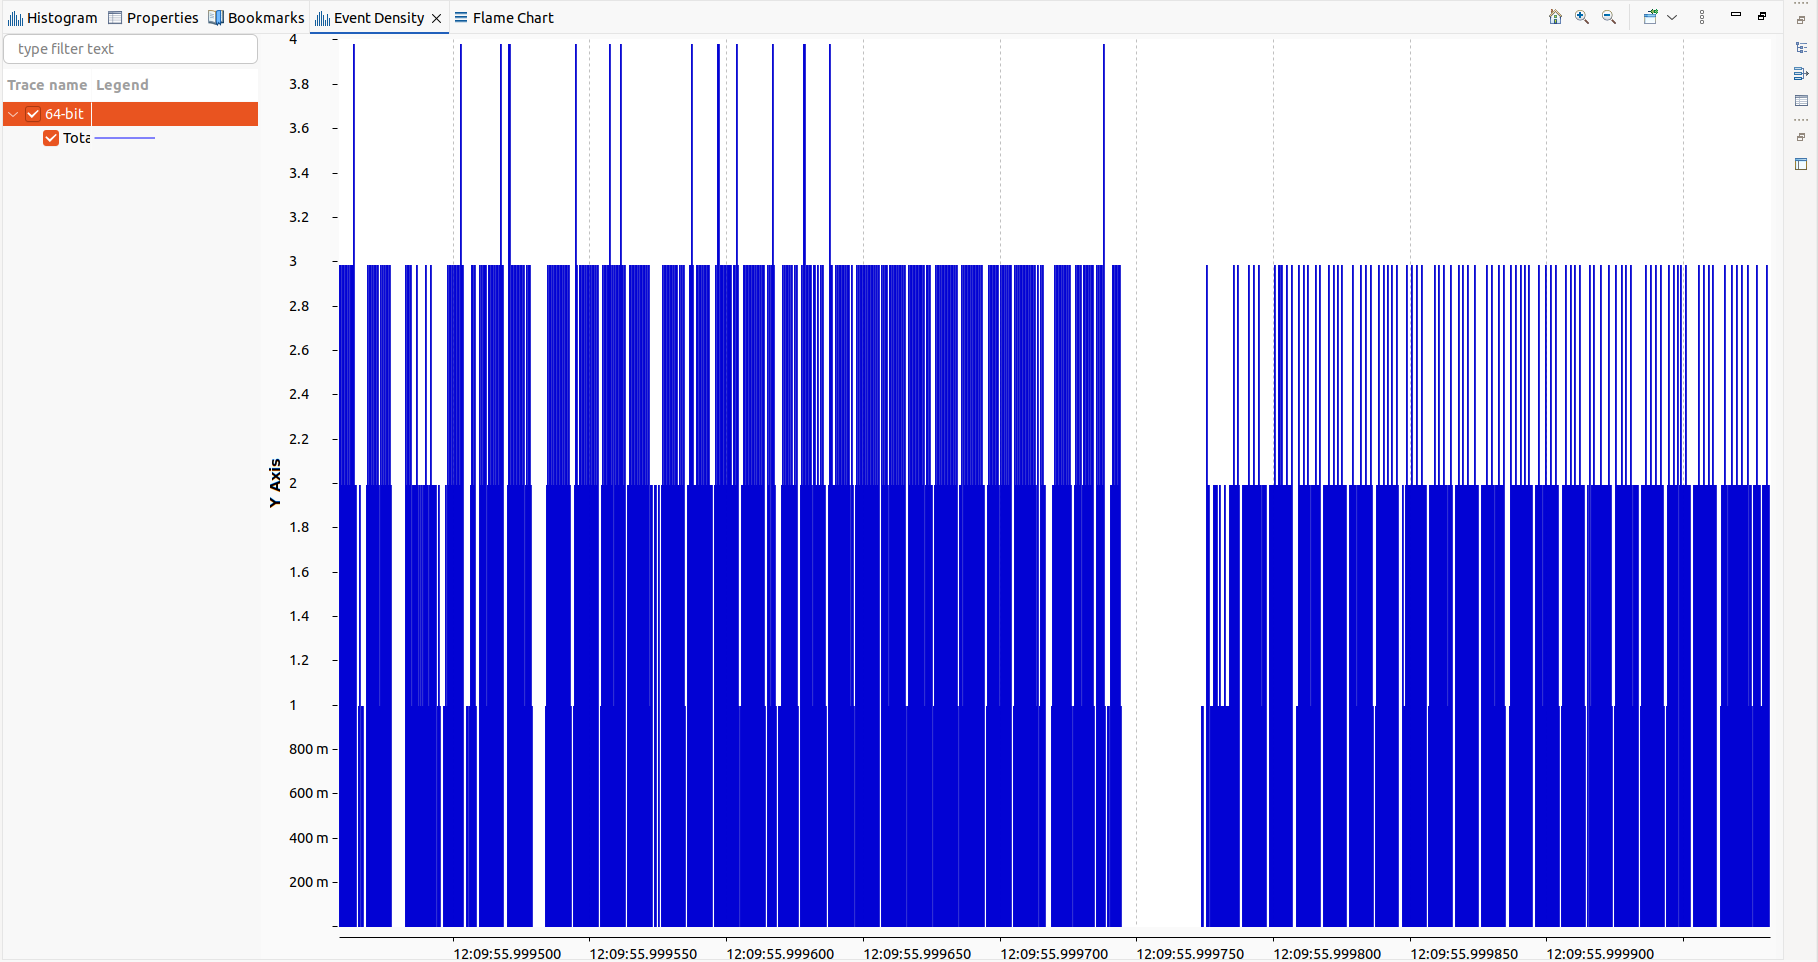 Histogram Properties Bookmarks Event Density Flame Chart
type filter text
Trace name Legend
64-bit
Tota
Y Axis
4
3.8
3.6
3.4
3.2
3
2.8
2.6
2.4
2.2
2
1.8
1.6
1.4
1.2
1
800 m
600 m
400 m
200 m
12:09:55.999500 12:09:55.999550 12:09:55.999600 12:09:55.999650 12:09:55.999700 12:09:55.999750 12:09:55.999800 12:09:55.999850 12:09:55.999900